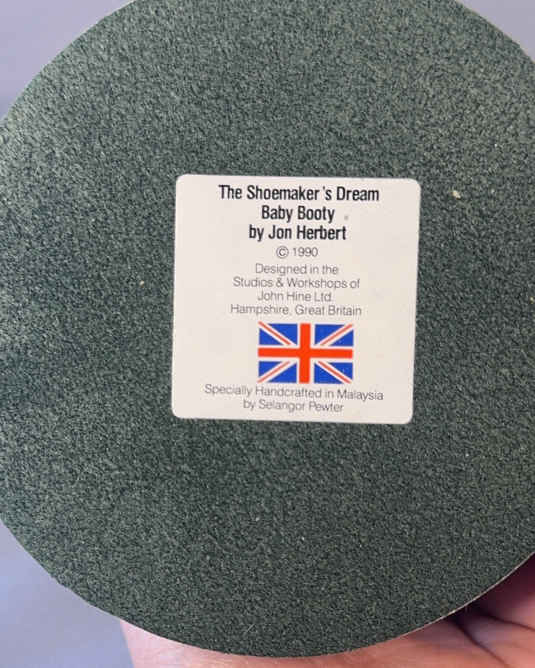 The Shoemaker's Dream
Baby Booty
by Jon Herbert
© 1990
Designed in the
Studios & Workshops of
John Hine Ltd.
Hampshire, Great Britain
Specially Handcrafted in Malaysia
by Selangor Pewter